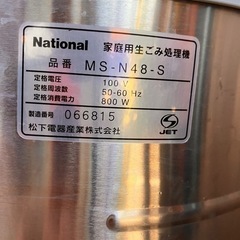 National 家庭用生ごみ処理機
品番 MS-N48-S
定格電圧 100 V
定格周波数 50-60 Hz
定格消費電力 800 W
製造番号 066815
松下電器産業株式会社
S
JET